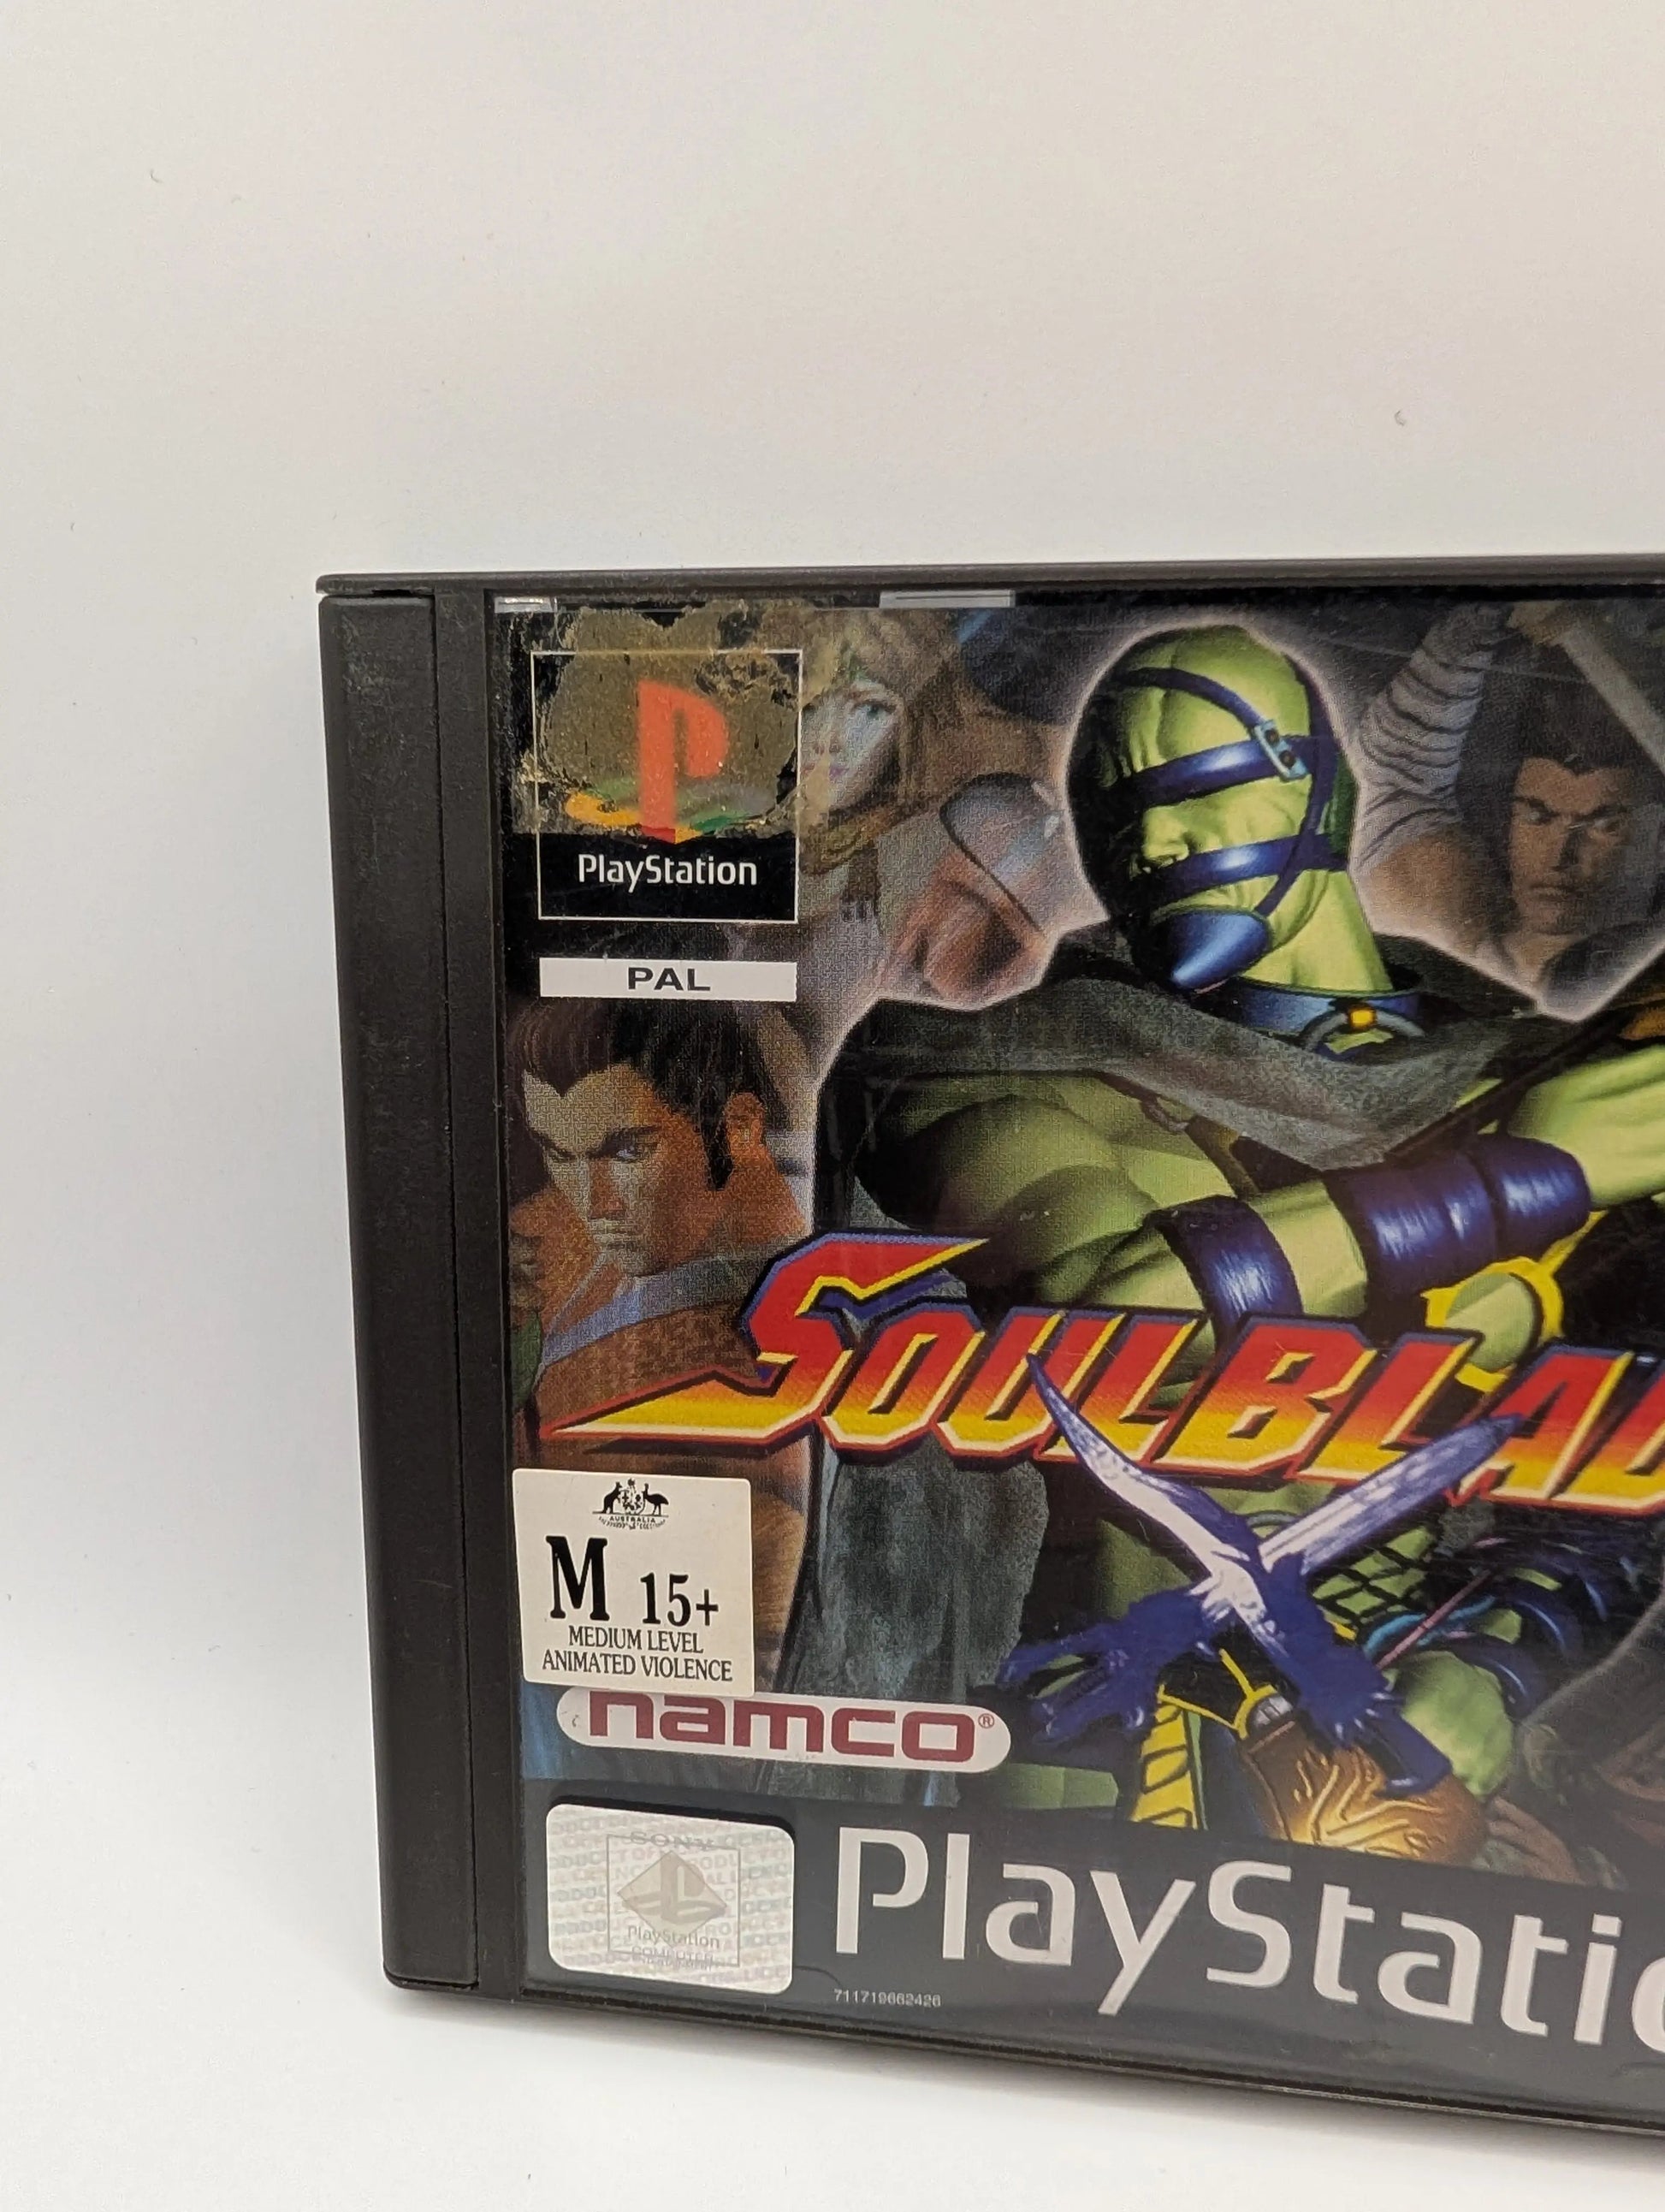 PlayStation
PAL
SOULBLAD
AUSTRALIA
M 15+
MEDIUM LEVEL
ANIMATED VIOLENCE
namco®
SONY
PlayStation
PlayStatio
711719662426